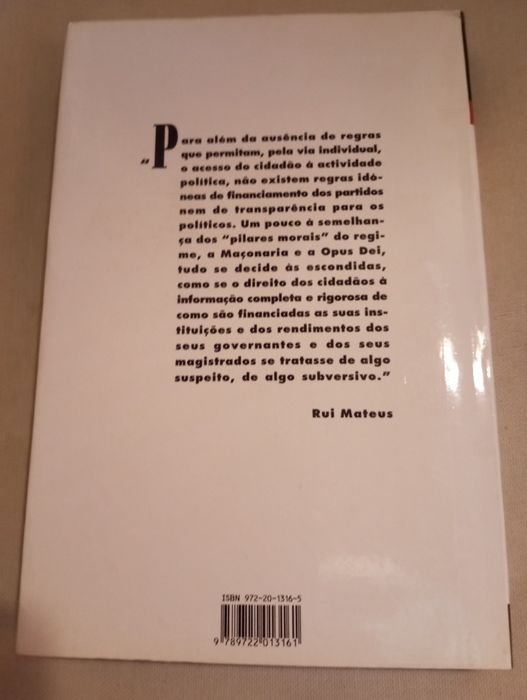 "Para além da ausência de regras
que permitam, pela via individual,
o acesso do cidadão à actividade
política, não existem regras idó-
neas de financiamento dos partidos
nem de transparência para os
políticos. Um pouco à semelhan-
ça dos "pilares morais" do regi-
me, a Maçonaria e a Opus Dei,
tudo se decide às escondidas,
como se o direito dos cidadãos à
informação completa e rigorosa de
como são financiadas as suas ins-
tituições e dos rendimentos dos
seus governantes e dos seus
magistrados se tratasse de algo
suspeito, de algo subversivo."
Rui Mateus
ISBN 972-20-1316-5
9 789722 013161